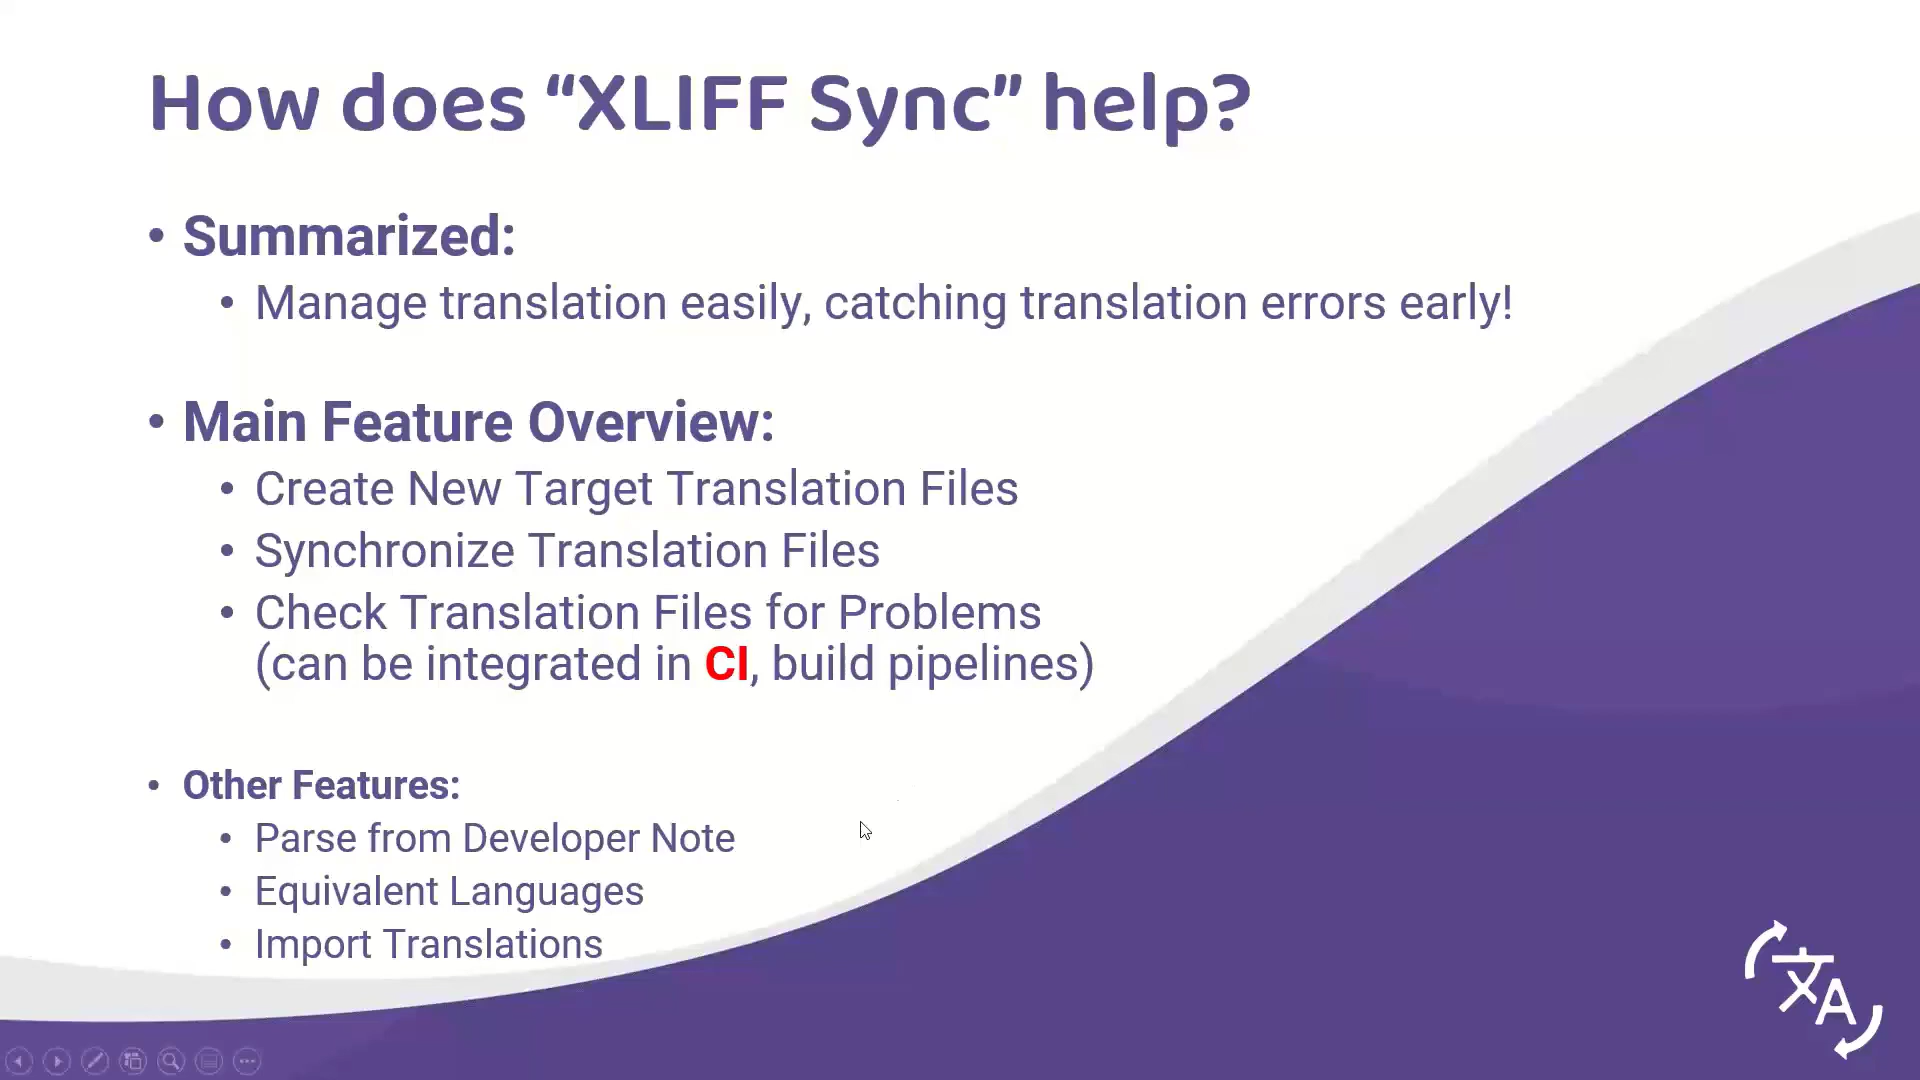 How does “XLIFF Sync” help?
• Summarized:
• Manage translation easily, catching translation errors early!
• Main Feature Overview:
• Create New Target Translation Files
• Synchronize Translation Files
• Check Translation Files for Problems
(can be integrated in CI, build pipelines)
• Other Features:
• Parse from Developer Note
• Equivalent Languages
• Import Translations
文A